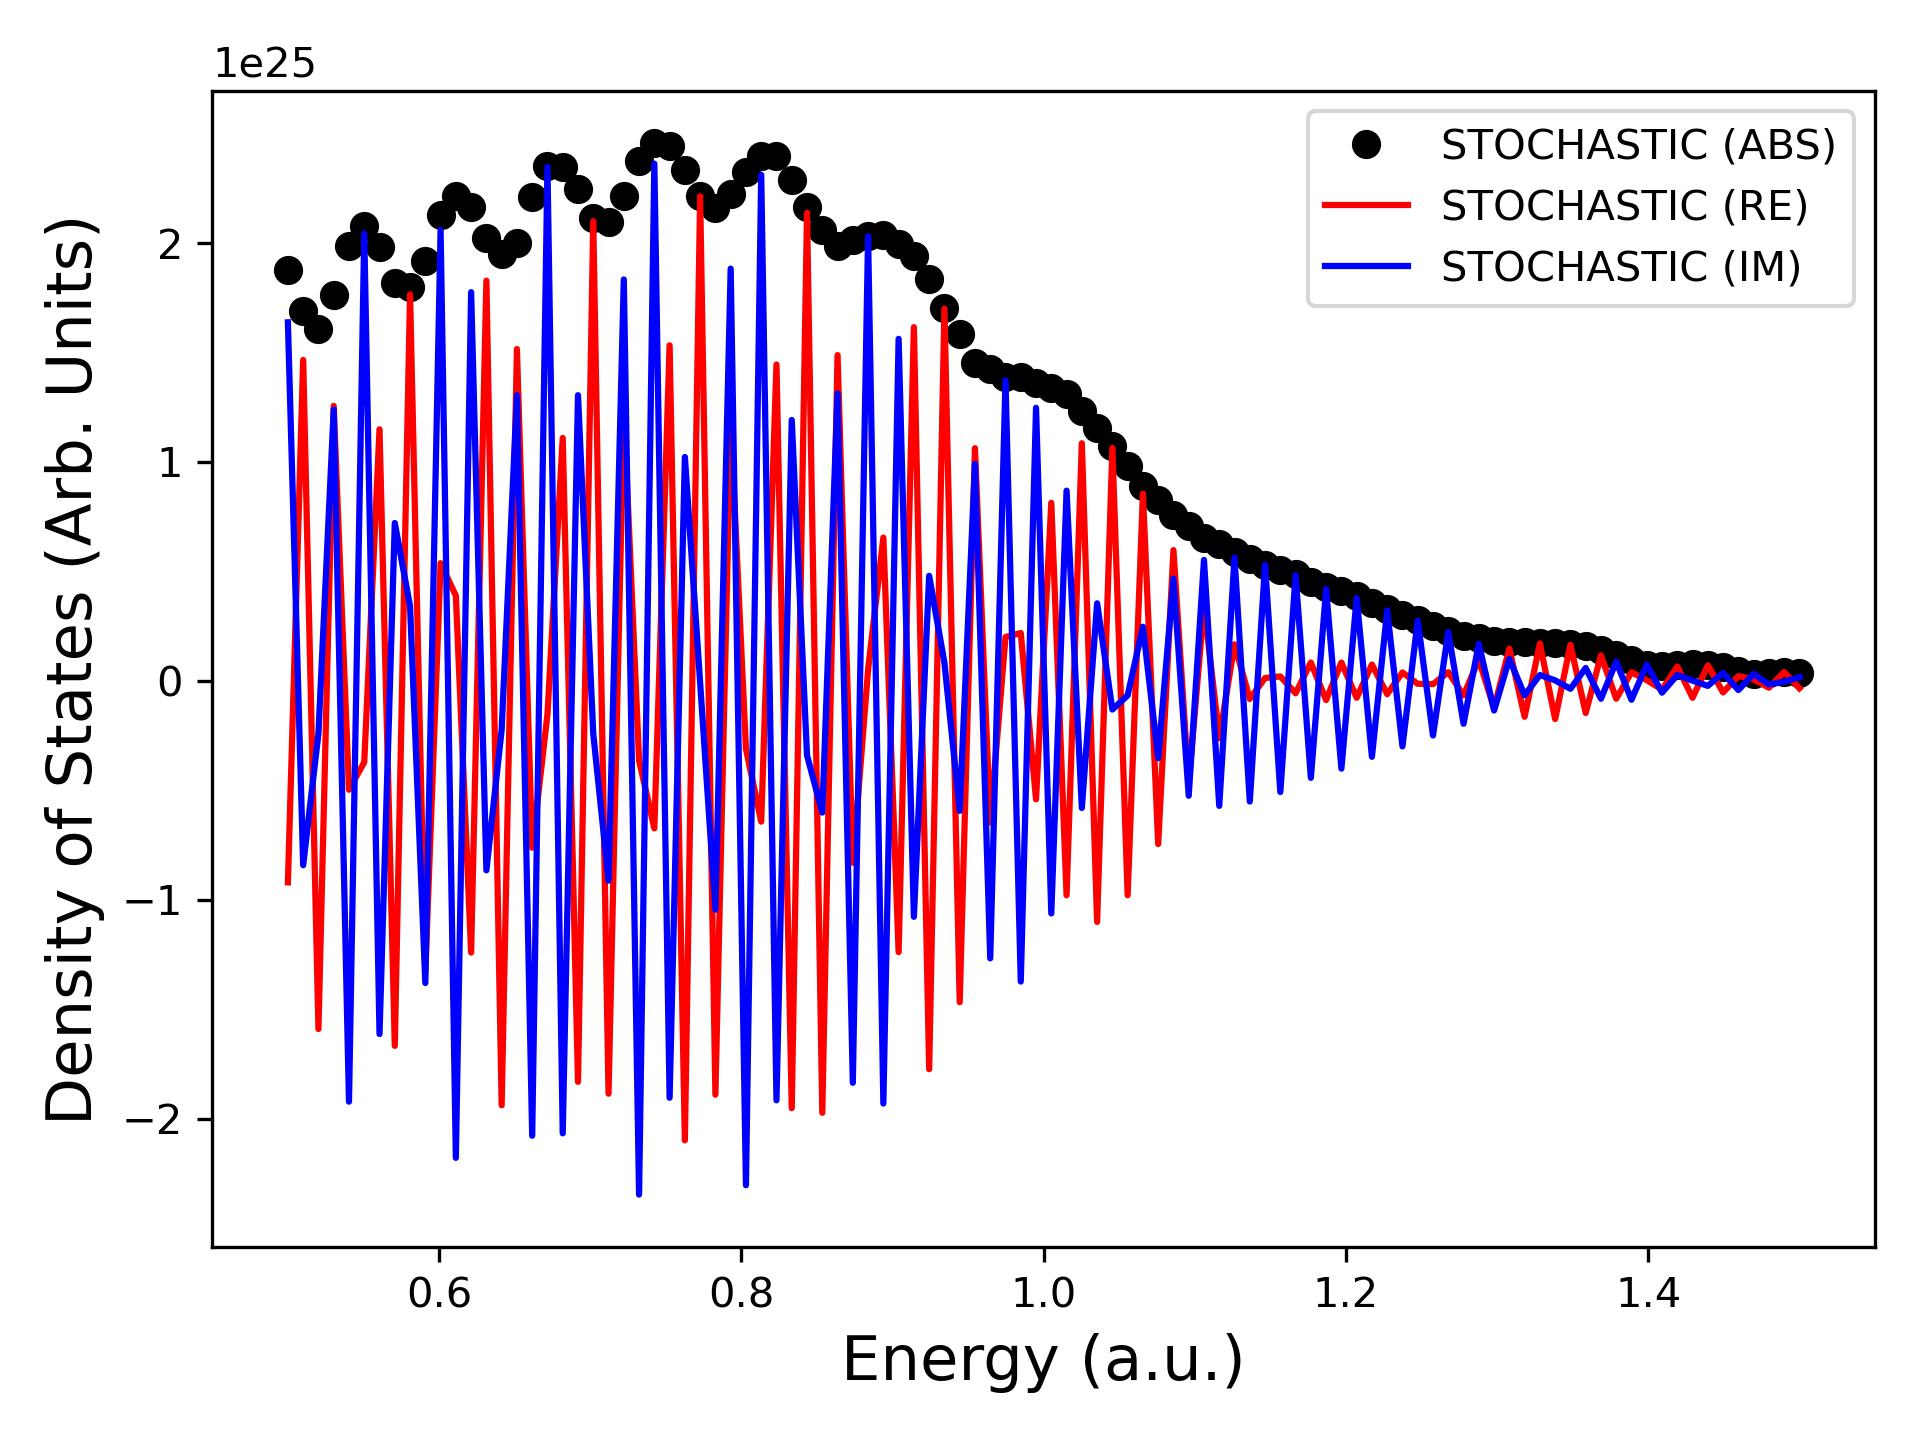 1e25
STOCHASTIC (ABS)
STOCHASTIC (RE)
STOCHASTIC (IM)
Density of States (Arb. Units)
2
1
0
−1
−2
0.6 0.8 1.0 1.2 1.4
Energy (a.u.)